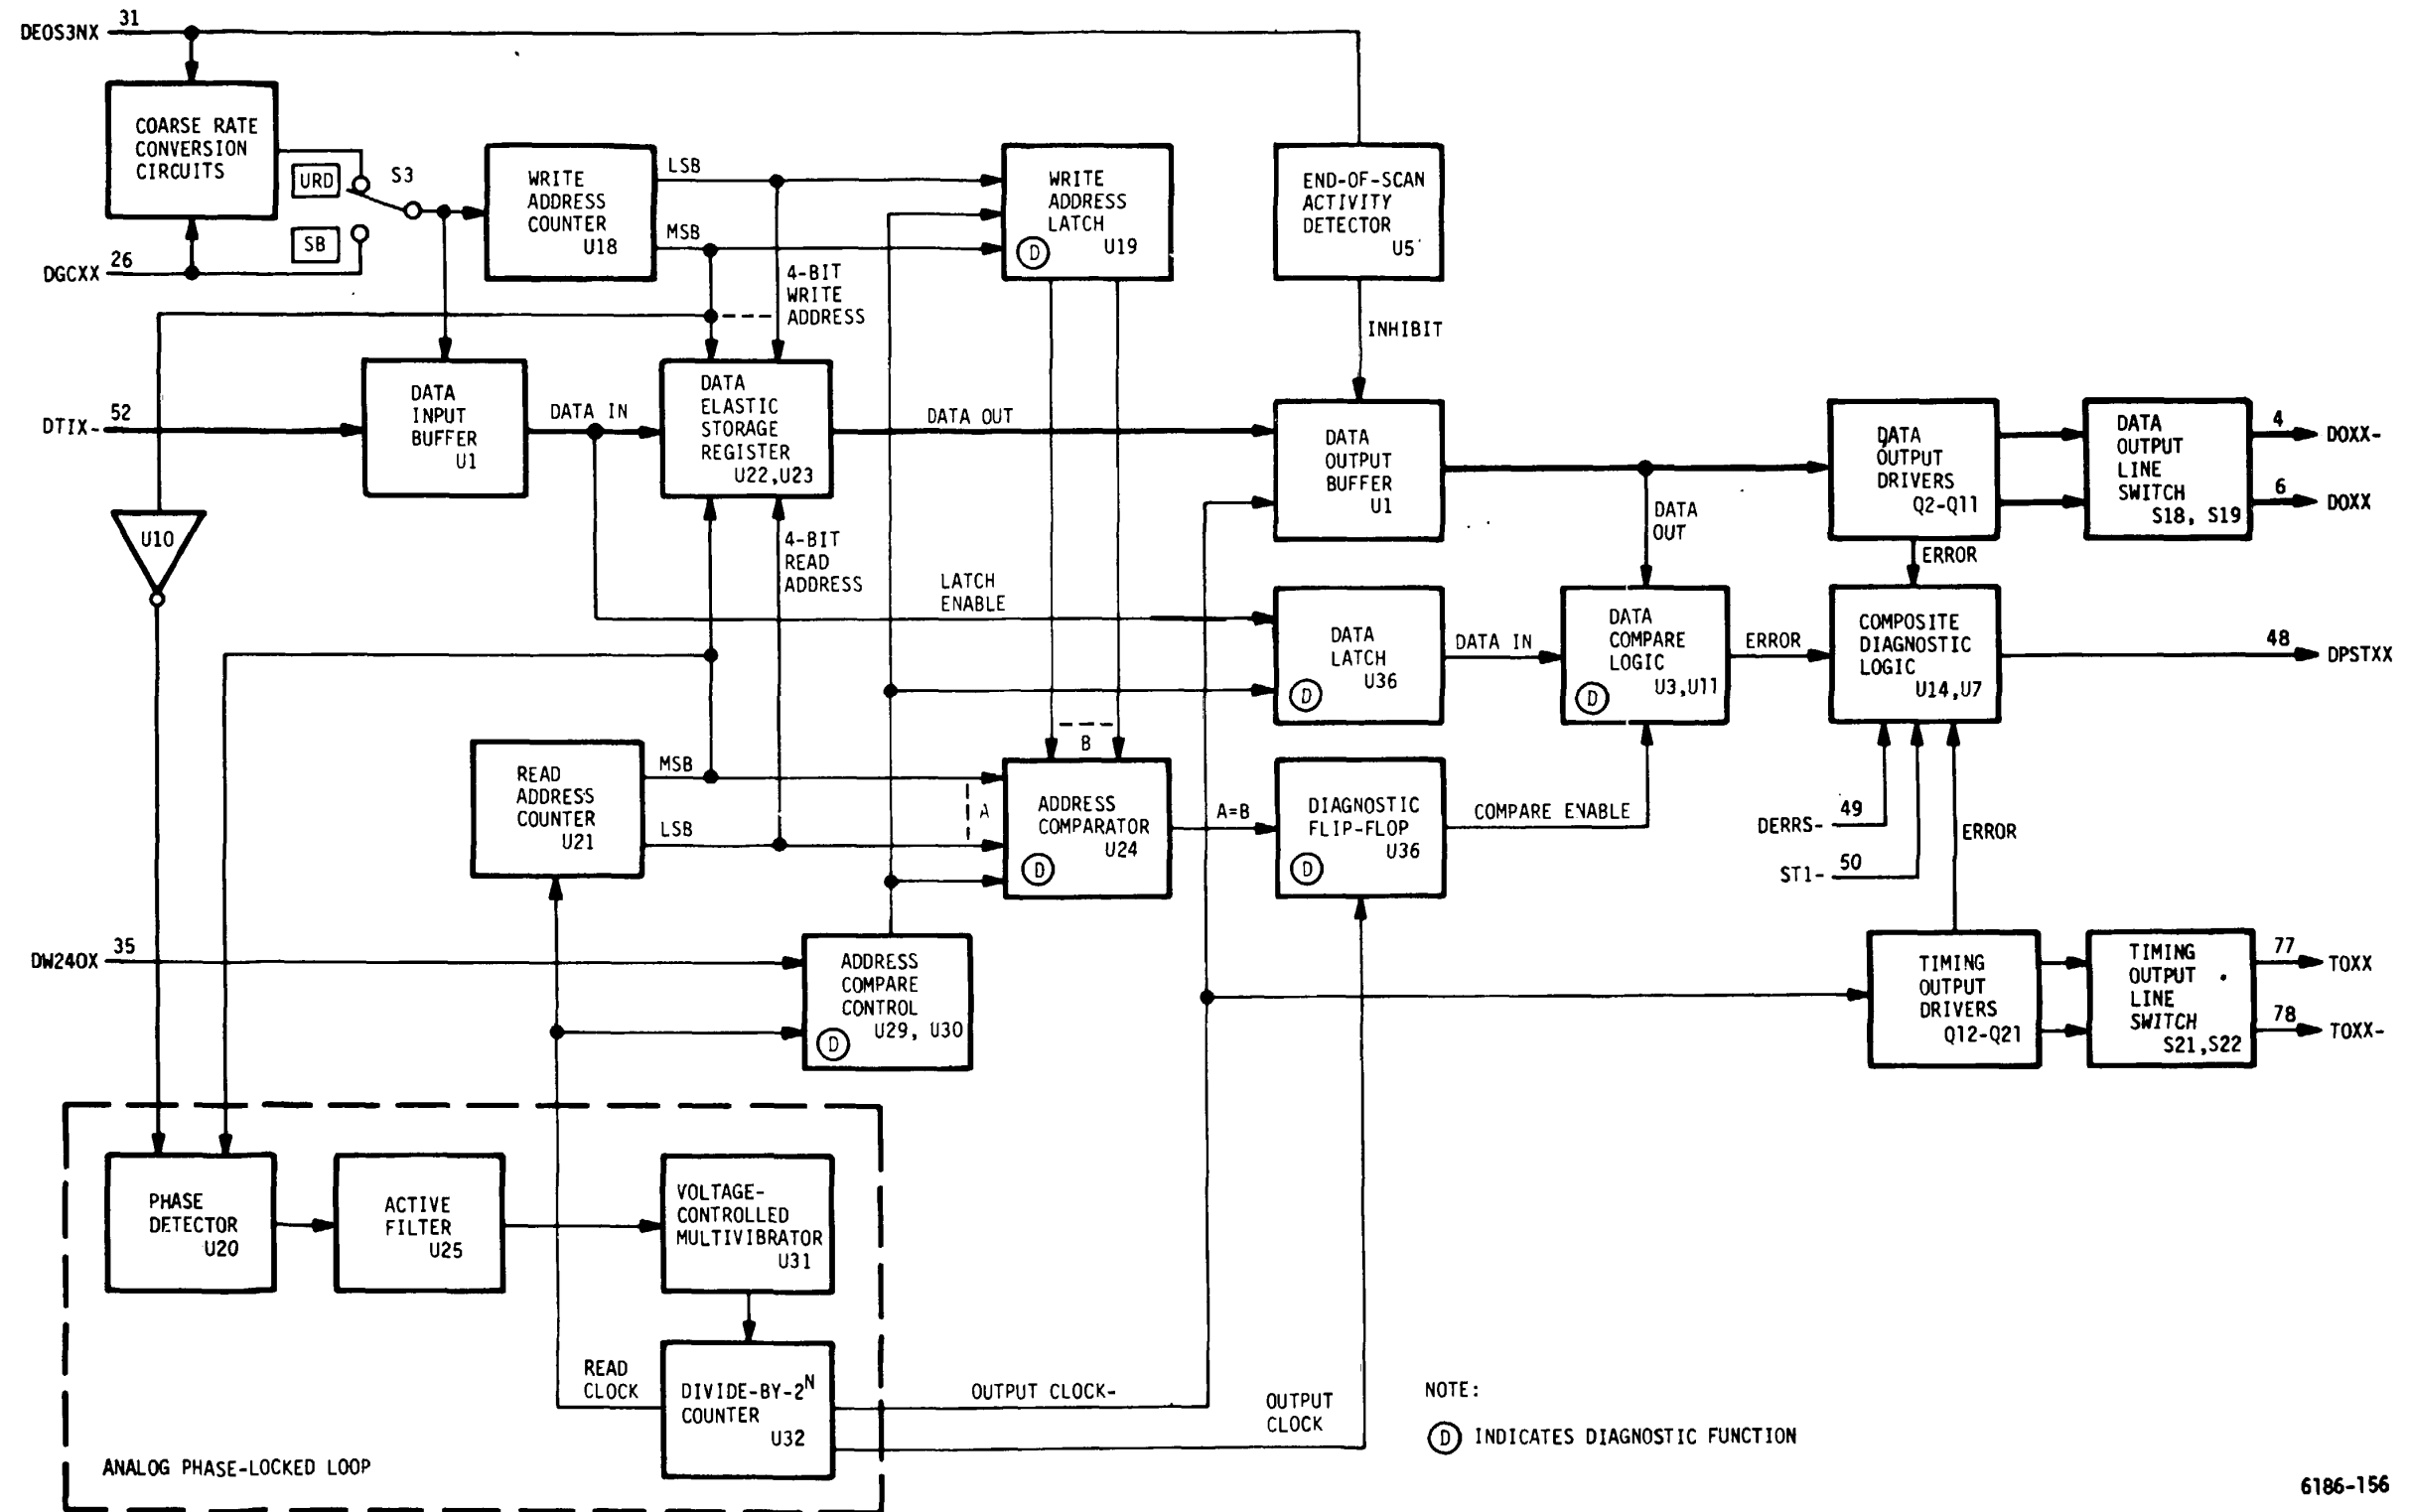 DEOS3NX
31
COARSE RATE
CONVERSION
CIRCUITS
URD
S3
SB
DGCXX
26
WRITE
ADDRESS
COUNTER
U18
LSB
MSB
4-BIT
WRITE
ADDRESS
WRITE
ADDRESS
LATCH
U19
D
END-OF-SCAN
ACTIVITY
DETECTOR
U5
INHIBIT
DTIX-
52
DATA
INPUT
BUFFER
U1
DATA IN
DATA
ELASTIC
STORAGE
REGISTER
U22,U23
DATA OUT
DATA
OUTPUT
BUFFER
U1
DATA
OUTPUT
DRIVERS
Q2-Q11
DATA
OUTPUT
LINE
SWITCH
S18, S19
4
DOXX-
6
DOXX
U10
4-BIT
READ
ADDRESS
LATCH
ENABLE
DATA
OUT
ERROR
DATA
LATCH
U36
D
DATA IN
DATA
COMPARE
LOGIC
U3,U11
D
ERROR
COMPOSITE
DIAGNOSTIC
LOGIC
U14,U7
48
DPSTXX
READ
ADDRESS
COUNTER
U21
MSB
LSB
A
B
ADDRESS
COMPARATOR
U24
D
A=B
DIAGNOSTIC
FLIP-FLOP
U36
D
COMPARE ENABLE
DERRS-
49
ST1-
50
ERROR
DW240X
35
ADDRESS
COMPARE
CONTROL
U29, U30
D
TIMING
OUTPUT
DRIVERS
Q12-Q21
TIMING
OUTPUT
LINE
SWITCH
S21,S22
77
TOXX
78
TOXX-
PHASE
DETECTOR
U20
ACTIVE
FILTER
U25
VOLTAGE-
CONTROLLED
MULTIVIBRATOR
U31
READ
CLOCK
DIVIDE-BY-2N
COUNTER
U32
OUTPUT CLOCK-
OUTPUT
CLOCK
ANALOG PHASE-LOCKED LOOP
NOTE:
D INDICATES DIAGNOSTIC FUNCTION
6186-156